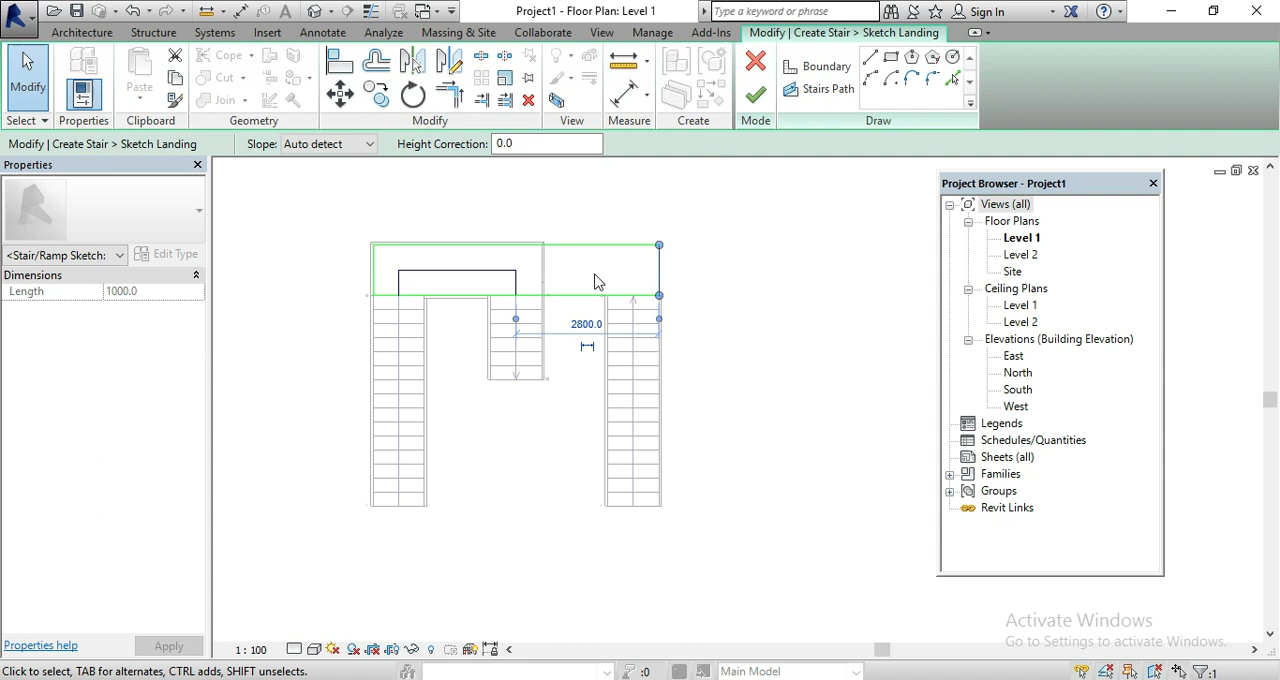 Project1 - Floor Plan: Level 1
Type a keyword or phrase
Sign In
Architecture Structure Systems Insert Annotate Analyze Massing & Site Collaborate View Manage Add-Ins Modify | Create Stair > Sketch Landing
Modify
Paste
Cope
Cut
Join
Boundary
Stairs Path
Select Properties Clipboard Geometry Modify View Measure Create Mode Draw
Modify | Create Stair > Sketch Landing
Slope: Auto detect
Height Correction: 0.0
Properties
<Stair/Ramp Sketch:
Edit Type
Dimensions
Length 1000.0
Properties help
Apply
2800.0
Project Browser - Project1
Views (all)
Floor Plans
Level 1
Level 2
Site
Ceiling Plans
Level 1
Level 2
Elevations (Building Elevation)
East
North
South
West
Legends
Schedules/Quantities
Sheets (all)
Families
Groups
Revit Links
Activate Windows
Go to Settings to activate Windows.
1 : 100
Click to select, TAB for alternates, CTRL adds, SHIFT unselects.
:0
Main Model
:1